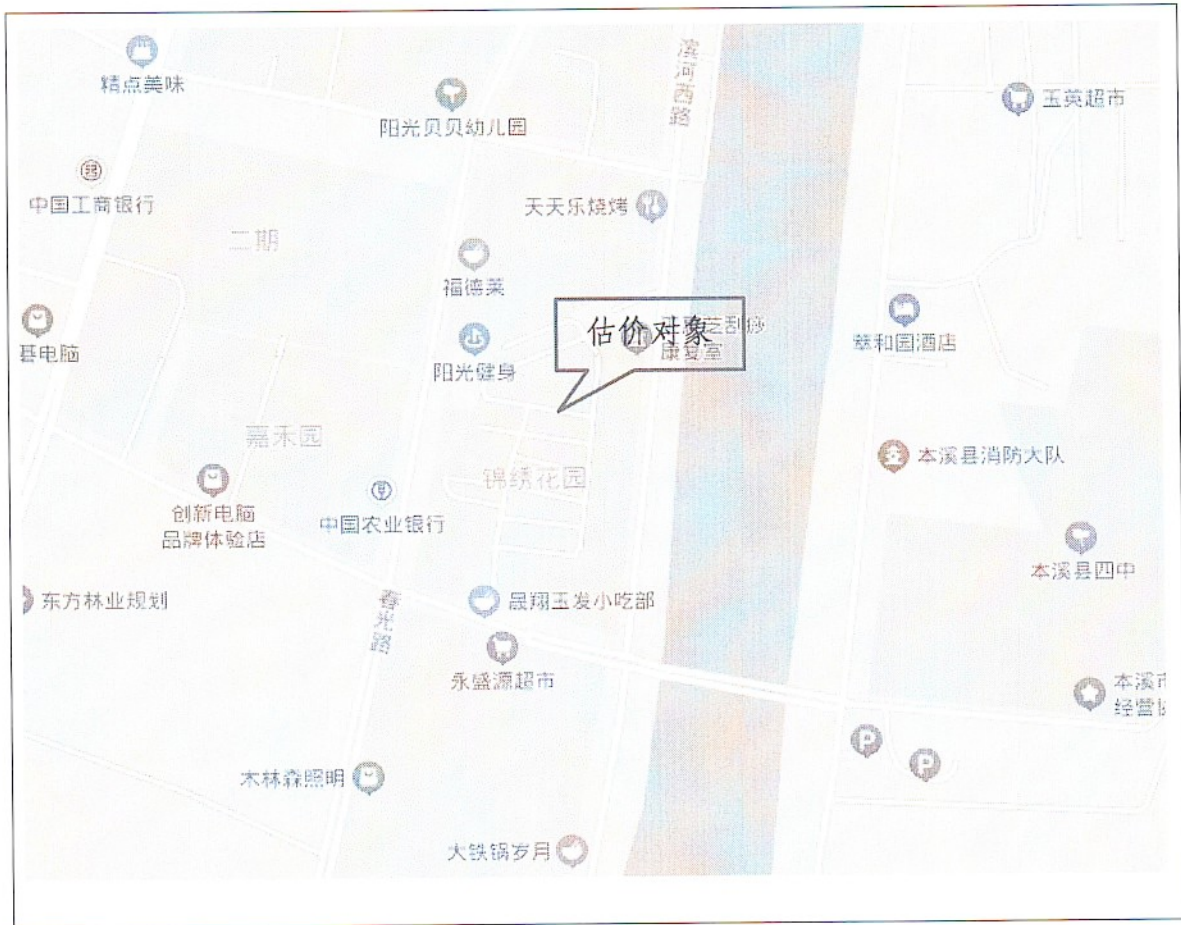 精点美味
滨河西路
玉英超市
阳光贝贝幼儿园
中国工商银行
天天乐烧烤
二期
福德莱
估价对象
刮痧
康复室
县电脑
阳光健身
萃和园酒店
嘉禾园
锦绣花园
本溪县消防大队
创新电脑
品牌体验店
中国农业银行
本溪县四中
东方林业规划
春光路
晟翔玉发小吃部
永盛源超市
本溪市
经营
P
P
木林森照明
大铁锅岁月